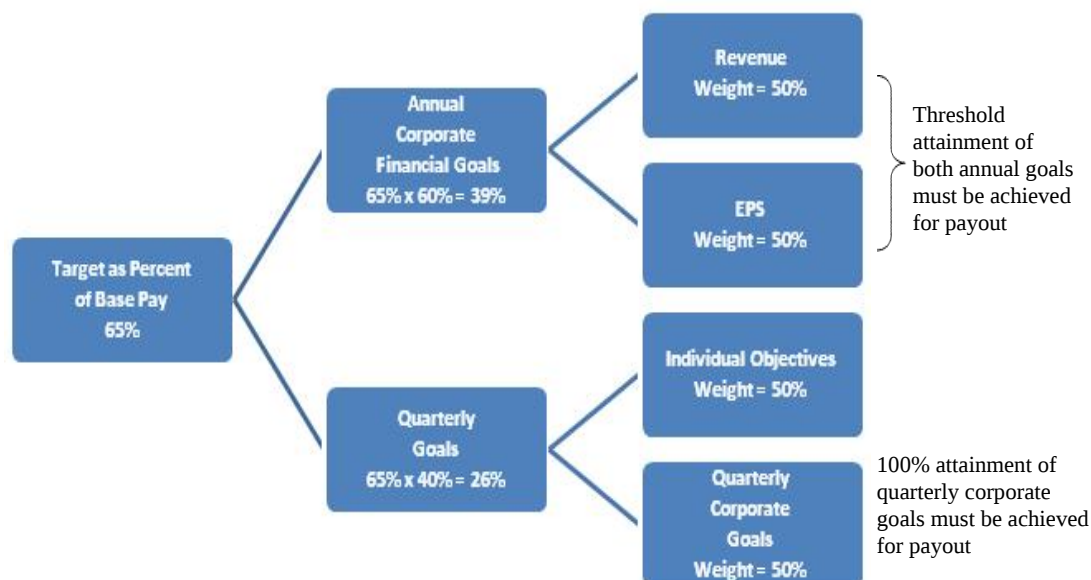 Target as Percent
of Base Pay
65%
Annual
Corporate
Financial Goals
65% x 60% = 39%
Quarterly
Goals
65% x 40% = 26%
Revenue
Weight = 50%
EPS
Weight = 50%
Individual Objectives
Weight = 50%
Quarterly
Corporate
Goals
Weight = 50%
Threshold
attainment of
both annual goals
must be achieved
for payout
100% attainment of
quarterly corporate
goals must be achieved
for payout